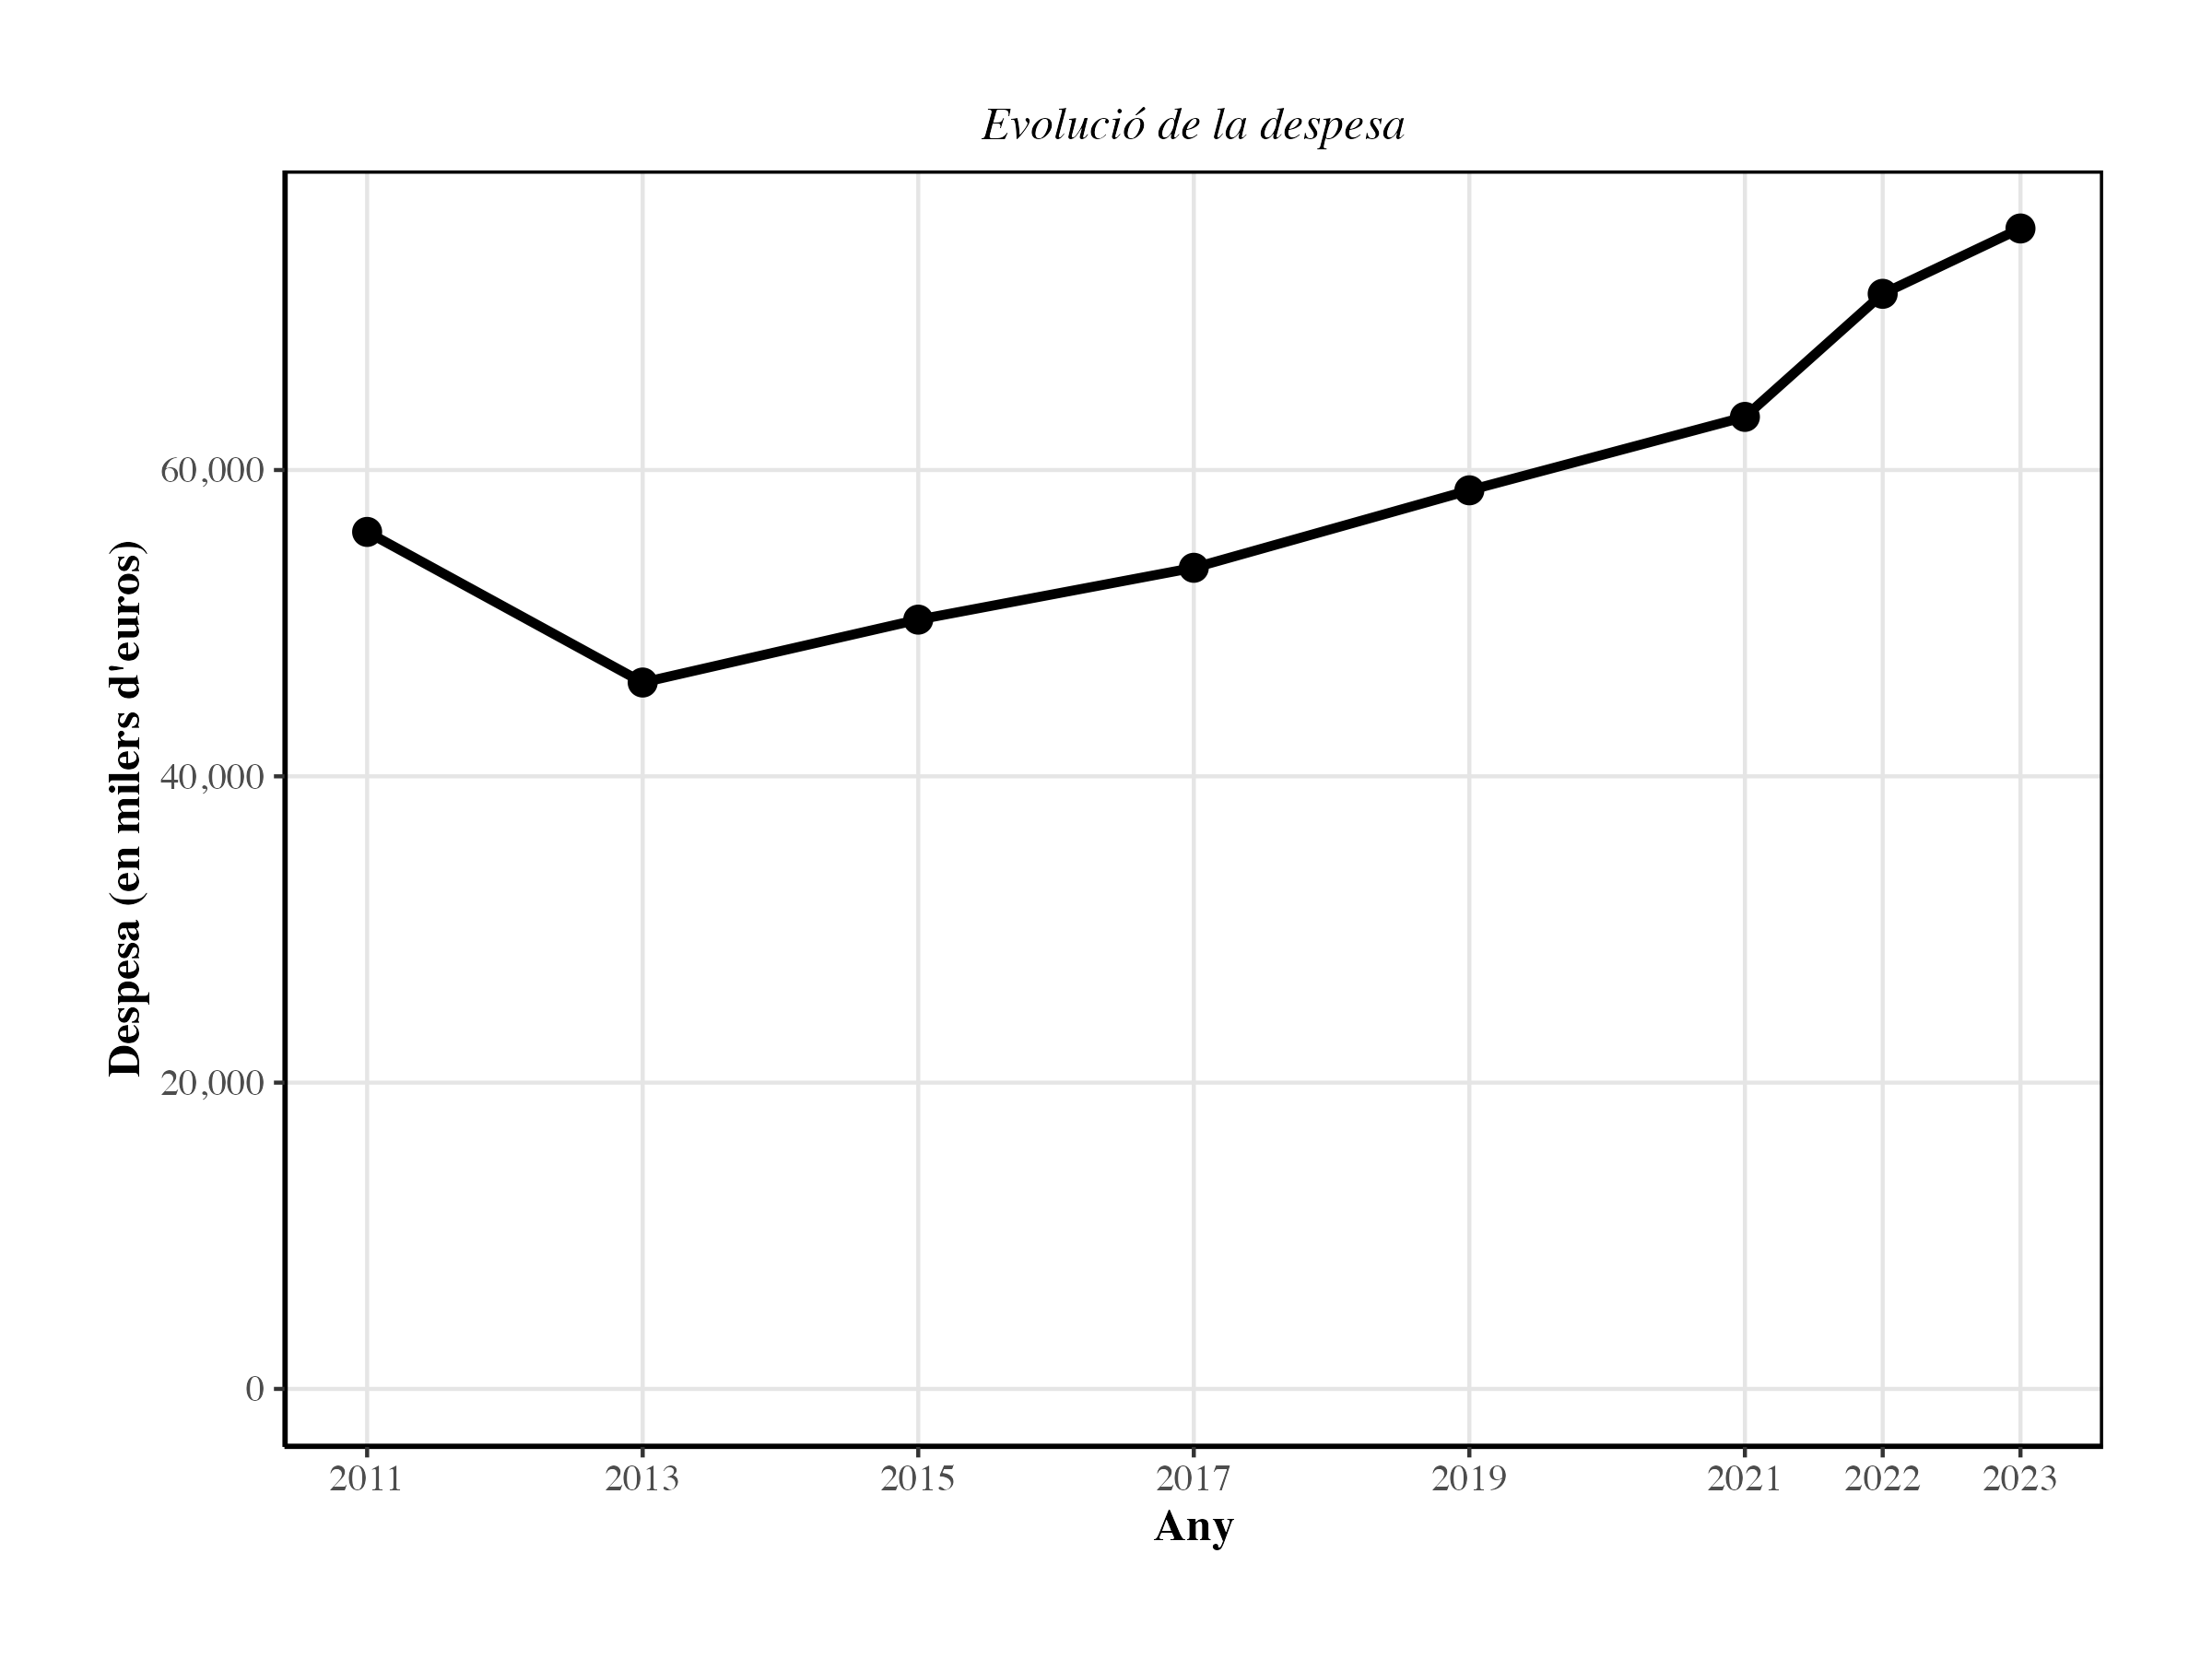 Evolució de la despesa
Despesa (en milers d'euros)
60,000
40,000
20,000
0
2011 2013 2015 2017 2019 2021 2022 2023
Any